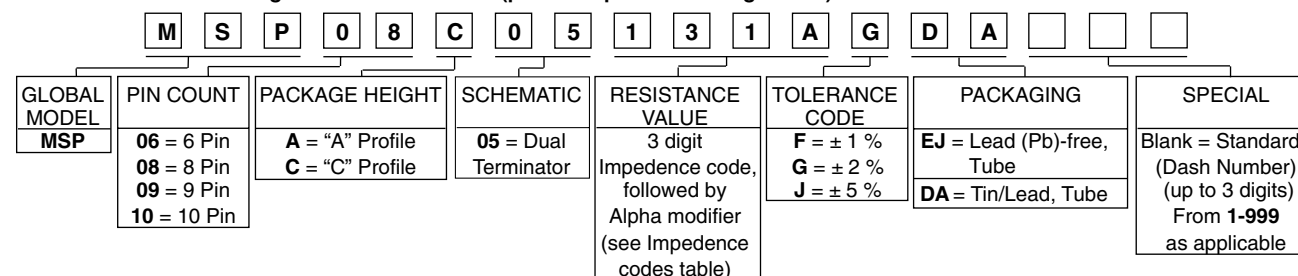 M S P 0 8 C 0 5 1 3 1 A G D A
GLOBAL
MODEL
MSP
PIN COUNT
06 = 6 Pin
08 = 8 Pin
09 = 9 Pin
10 = 10 Pin
PACKAGE HEIGHT
A = “A” Profile
C = “C” Profile
SCHEMATIC
05 = Dual
Terminator
RESISTANCE
VALUE
3 digit
Impedence code,
followed by
Alpha modifier
(see Impedence
codes table)
TOLERANCE
CODE
F = ± 1 %
G = ± 2 %
J = ± 5 %
PACKAGING
EJ = Lead (Pb)-free,
Tube
DA = Tin/Lead, Tube
SPECIAL
Blank = Standard
(Dash Number)
(up to 3 digits)
From 1-999
as applicable